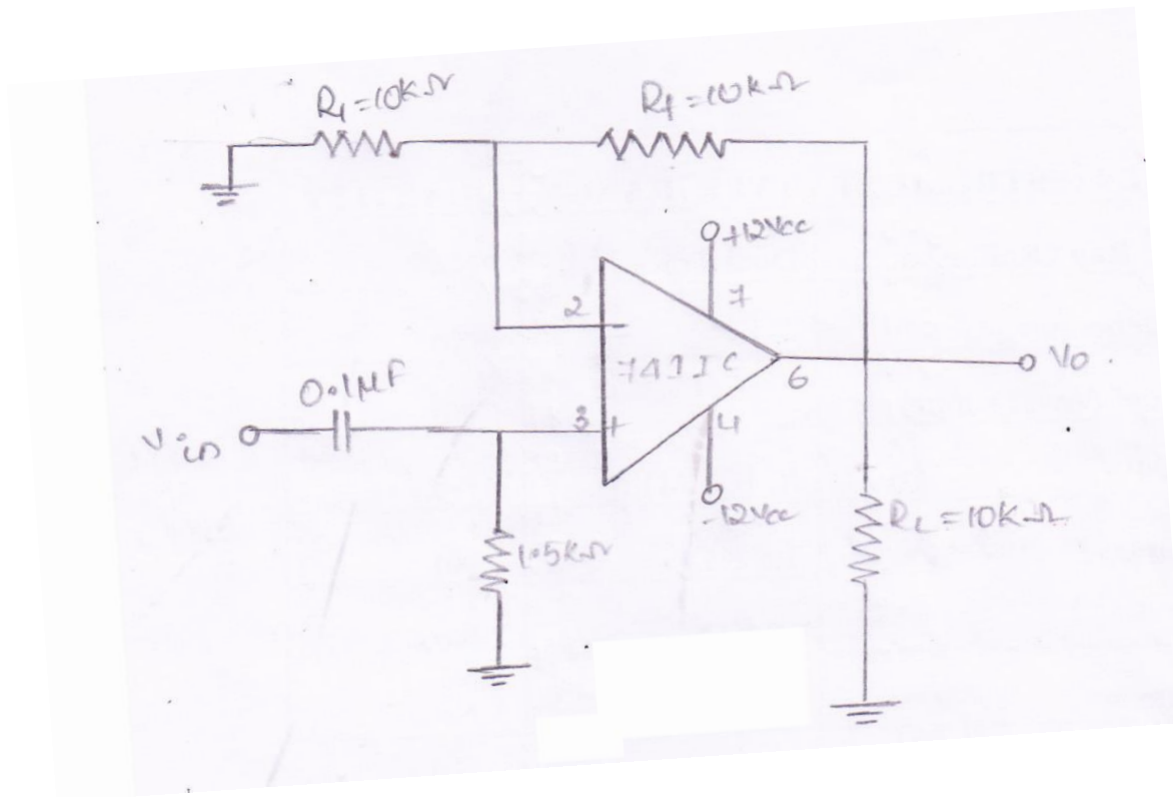 R1 =10KΩ
Rf =10KΩ
+12Vcc
7
2
741IC
6
Vo
0.1µF
Vin
3
+
4
-12Vcc
RL =10KΩ
1.5KΩ